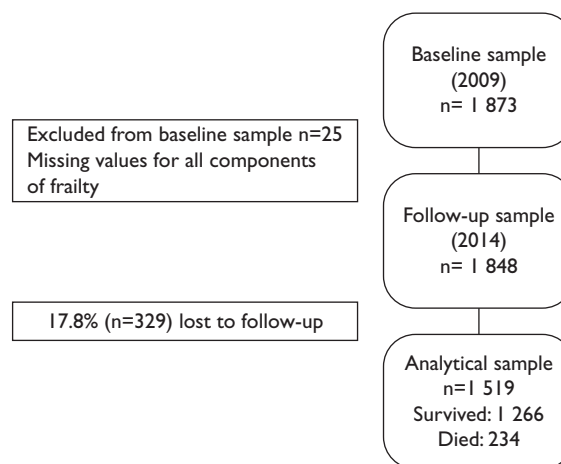 Baseline sample
(2009)
n= 1 873
Excluded from baseline sample n=25
Missing values for all components
of frailty
Follow-up sample
(2014)
n= 1 848
17.8% (n=329) lost to follow-up
Analytical sample
n=1 519
Survived: 1 266
Died: 234